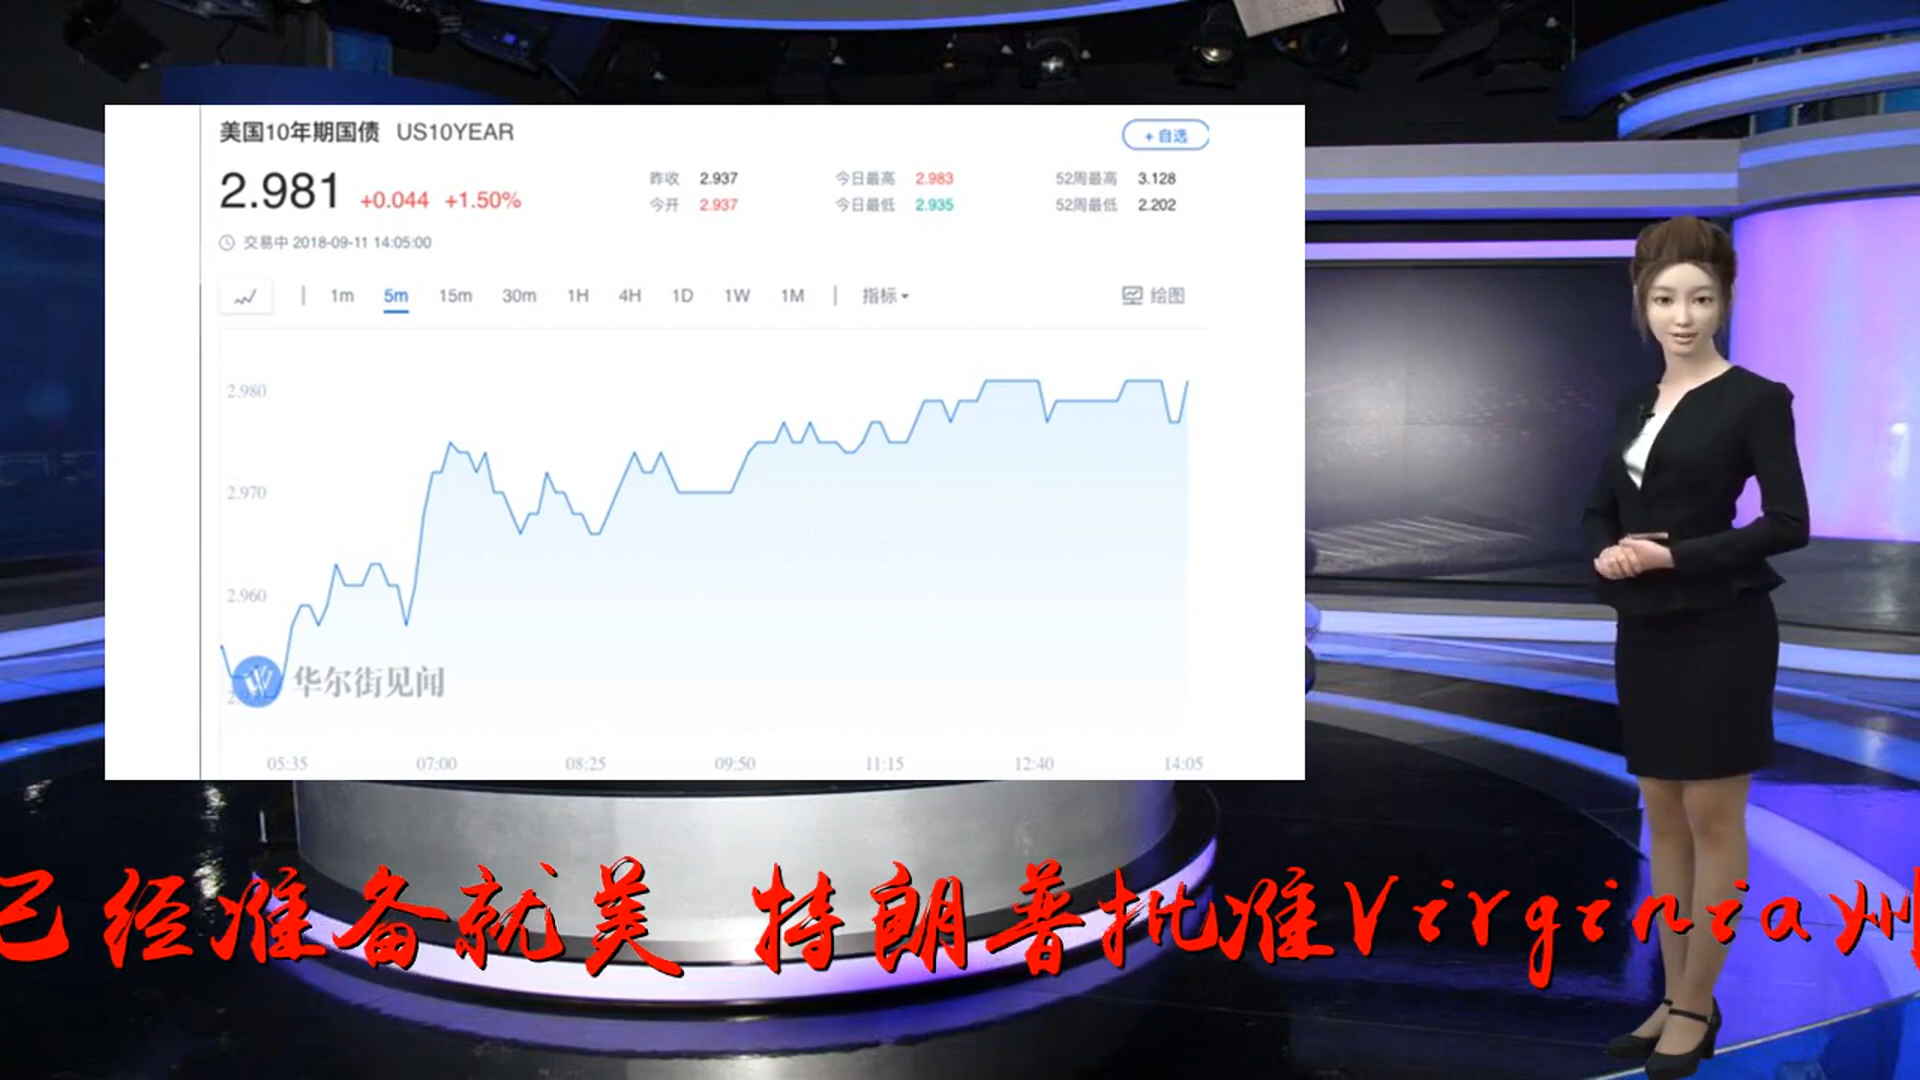 美国10年期国债 US10YEAR
+ 自选
2.981 +0.044 +1.50%
昨收 2.937 今日最高 2.983 52周最高 3.128
今开 2.937 今日最低 2.935 52周最低 2.202
交易中 2018-09-11 14:05:00
1m 5m 15m 30m 1H 4H 1D 1W 1M 指标 绘图
2.980
2.970
2.960
华尔街见闻
05:35 07:00 08:25 09:50 11:15 12:40 14:05
已经准备就美 特朗普批准Virginia州